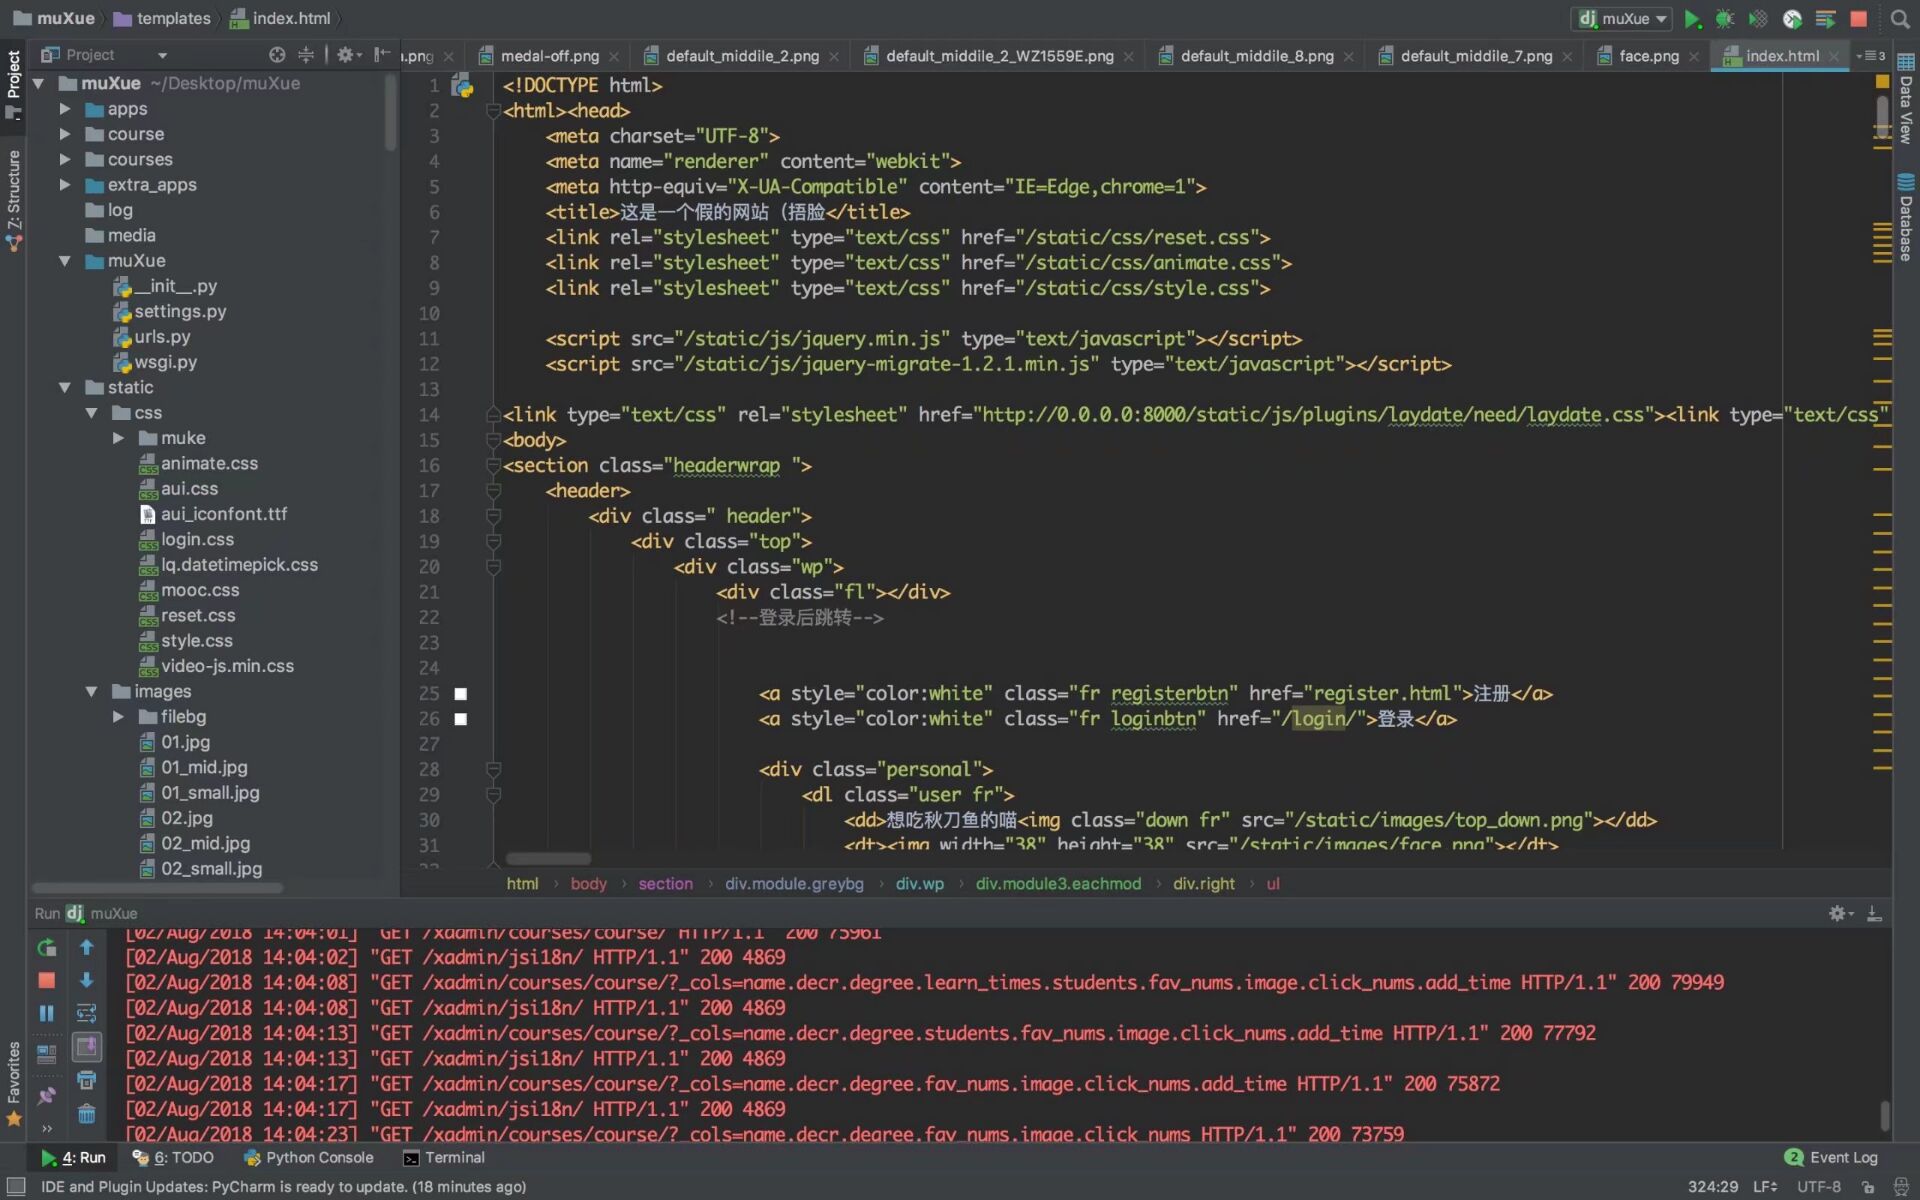 muXue templates index.html
muXue
Project
.png medal-off.png default_middile_2.png default_middile_2_WZ1559E.png default_middile_8.png default_middile_7.png face.png index.html 3
Project
Z: Structure
Favorites
Data View
Database
muXue ~/Desktop/muXue
apps
course
courses
extra_apps
log
media
muXue
__init__.py
settings.py
urls.py
wsgi.py
static
css
muke
animate.css
aui.css
aui_iconfont.ttf
login.css
lq.datetimepick.css
mooc.css
reset.css
style.css
video-js.min.css
images
filebg
01.jpg
01_mid.jpg
01_small.jpg
02.jpg
02_mid.jpg
02_small.jpg
1 <!DOCTYPE html>
2 <html><head>
3 <meta charset="UTF-8">
4 <meta name="renderer" content="webkit">
5 <meta http-equiv="X-UA-Compatible" content="IE=Edge,chrome=1">
6 <title>这是一个假的网站（捂脸</title>
7 <link rel="stylesheet" type="text/css" href="/static/css/reset.css">
8 <link rel="stylesheet" type="text/css" href="/static/css/animate.css">
9 <link rel="stylesheet" type="text/css" href="/static/css/style.css">
10
11 <script src="/static/js/jquery.min.js" type="text/javascript"></script>
12 <script src="/static/js/jquery-migrate-1.2.1.min.js" type="text/javascript"></script>
13
14 <link type="text/css" rel="stylesheet" href="http://0.0.0.0:8000/static/js/plugins/laydate/need/laydate.css"><link type="text/css"
15 <body>
16 <section class="headerwrap ">
17 <header>
18 <div class=" header">
19 <div class="top">
20 <div class="wp">
21 <div class="fl"></div>
22 <!--登录后跳转-->
23
24
25 <a style="color:white" class="fr registerbtn" href="register.html">注册</a>
26 <a style="color:white" class="fr loginbtn" href="/login/">登录</a>
27
28 <div class="personal">
29 <dl class="user fr">
30 <dd>想吃秋刀鱼的喵<img class="down fr" src="/static/images/top_down.png"></dd>
31 <dt><img width="38" height="38" src="/static/images/face.png"></dt>
html body section div.module.greybg div.wp div.module3.eachmod div.right ul
Run muXue
[02/Aug/2018 14:04:01] "GET /xadmin/courses/course/ HTTP/1.1" 200 75961
[02/Aug/2018 14:04:02] "GET /xadmin/jsi18n/ HTTP/1.1" 200 4869
[02/Aug/2018 14:04:08] "GET /xadmin/courses/course/?_cols=name.decr.degree.learn_times.students.fav_nums.image.click_nums.add_time HTTP/1.1" 200 79949
[02/Aug/2018 14:04:08] "GET /xadmin/jsi18n/ HTTP/1.1" 200 4869
[02/Aug/2018 14:04:13] "GET /xadmin/courses/course/?_cols=name.decr.degree.students.fav_nums.image.click_nums.add_time HTTP/1.1" 200 77792
[02/Aug/2018 14:04:13] "GET /xadmin/jsi18n/ HTTP/1.1" 200 4869
[02/Aug/2018 14:04:17] "GET /xadmin/courses/course/?_cols=name.decr.degree.fav_nums.image.click_nums.add_time HTTP/1.1" 200 75872
[02/Aug/2018 14:04:17] "GET /xadmin/jsi18n/ HTTP/1.1" 200 4869
[02/Aug/2018 14:04:23] "GET /xadmin/courses/course/?_cols=name.decr.degree.fav_nums.image.click_nums HTTP/1.1" 200 73759
4: Run 6: TODO Python Console Terminal 2 Event Log
IDE and Plugin Updates: PyCharm is ready to update. (18 minutes ago) 324:29 LF UTF-8